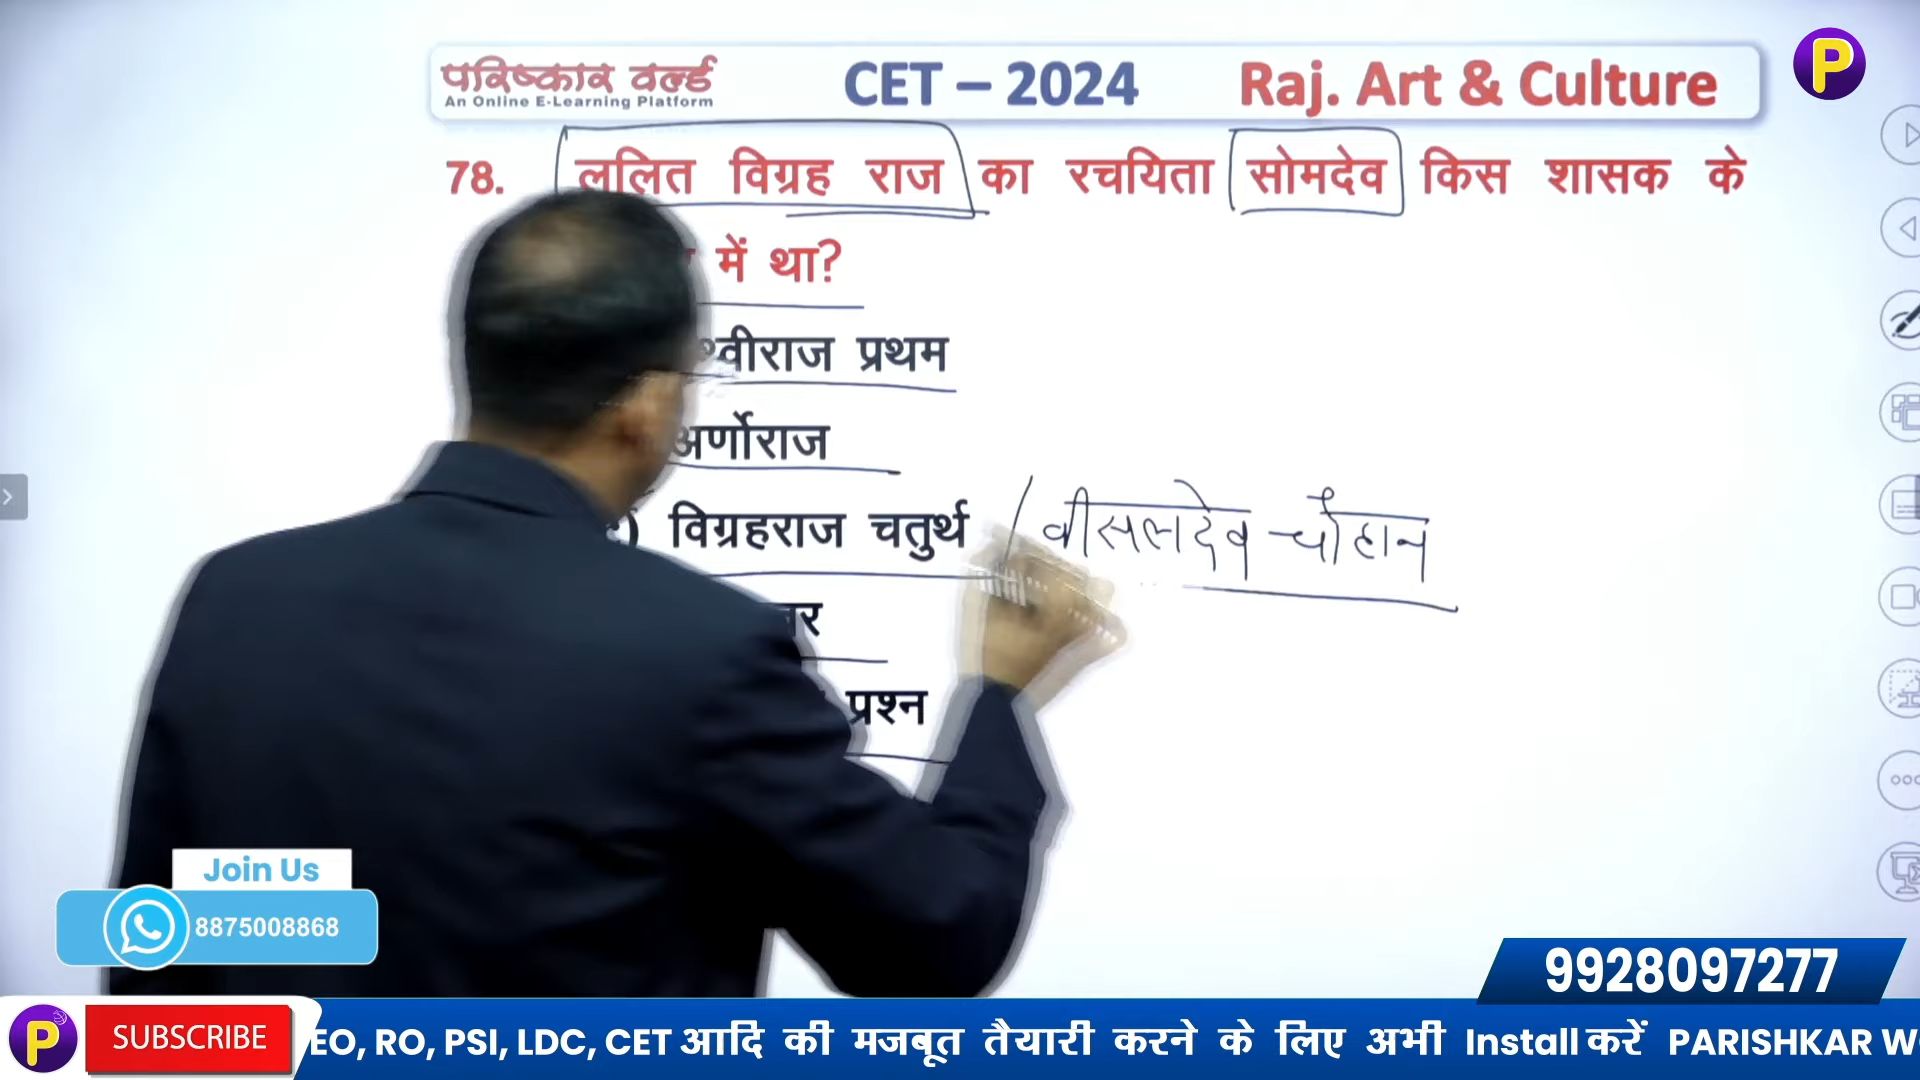 परिष्कार वर्ल्ड
An Online E-Learning Platform
CET – 2024
Raj. Art & Culture
P
78. ललित विग्रह राज का रचयिता सोमदेव किस शासक के
में था?
वीराज प्रथम
अर्णोराज
विग्रहराज चतुर्थ / वीसलदेव चौहान
प्रश्न
Join Us
8875008868
9928097277
P
SUBSCRIBE
EO, RO, PSI, LDC, CET आदि की मजबूत तैयारी करने के लिए अभी Install करें PARISHKAR W